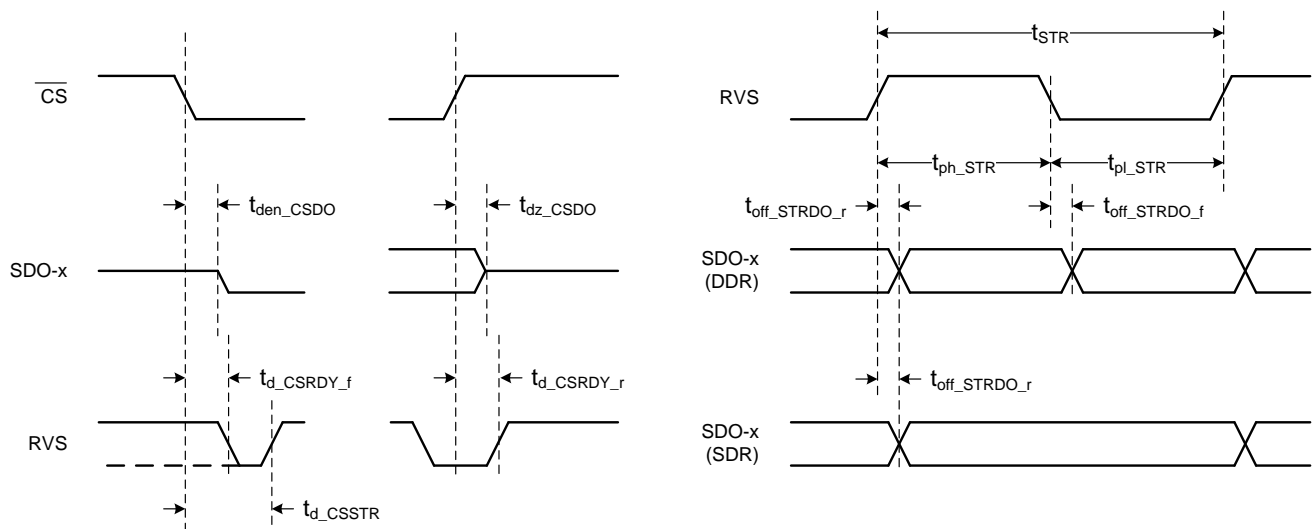 CS
t_den_CSDO
t_dz_CSDO
SDO-x
t_d_CSRDY_f
t_d_CSRDY_r
RVS
t_d_CSSTR
t_STR
RVS
t_ph_STR
t_pl_STR
t_off_STRDO_r
t_off_STRDO_f
SDO-x
(DDR)
t_off_STRDO_r
SDO-x
(SDR)